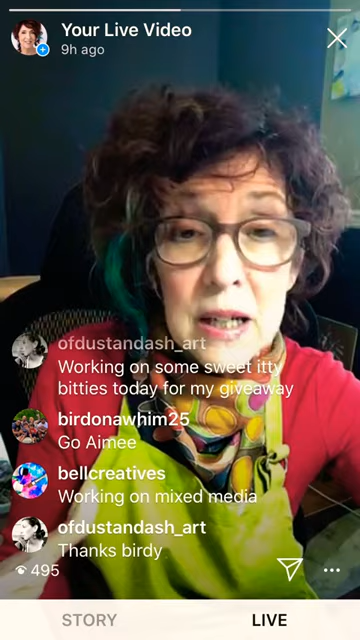 Your Live Video
9h ago
ofdustandash_art
Working on some sweet itty
bitties today for my giveaway
birdonawhim25
Go Aimee
bellcreatives
Working on mixed media
ofdustandash_art
Thanks birdy
495
STORY
LIVE